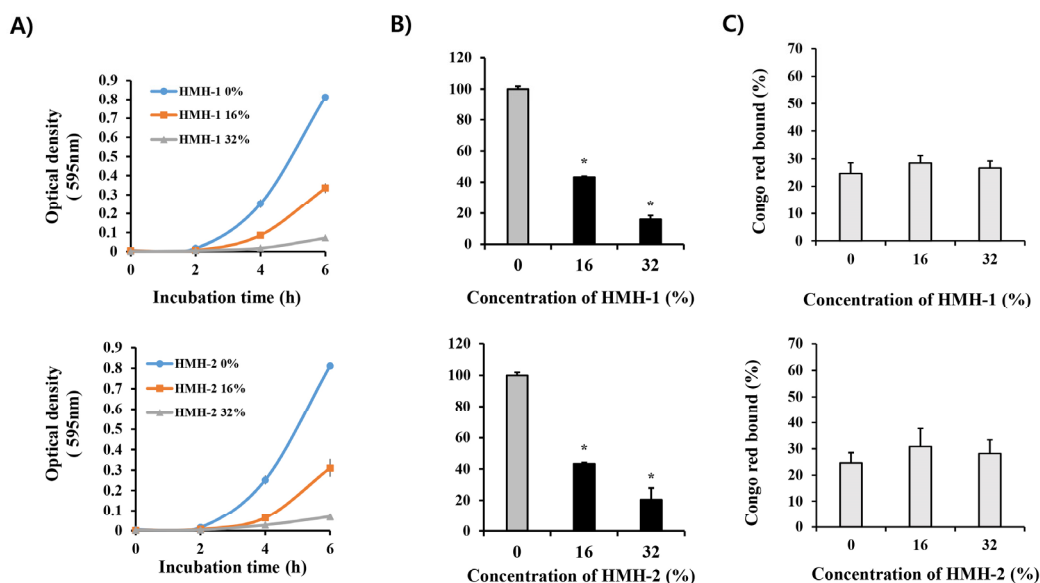 A)
B)
C)
0.9
0.8
0.7
0.6
0.5
0.4
0.3
0.2
0.1
0
Optical density
( 595nm)
HMH-1 0%
HMH-1 16%
HMH-1 32%
0 2 4 6
Incubation time (h)
120
100
80
60
40
20
0
*
*
0 16 32
Concentration of HMH-1 (%)
70
60
50
40
30
20
10
0
Congo red bound (%)
0 16 32
Concentration of HMH-1 (%)
0.9
0.8
0.7
0.6
0.5
0.4
0.3
0.2
0.1
0
Optical density
( 595nm)
HMH-2 0%
HMH-2 16%
HMH-2 32%
0 2 4 6
Incubation time (h)
120
100
80
60
40
20
0
*
*
0 16 32
Concentration of HMH-2 (%)
70
60
50
40
30
20
10
0
Congo red bound (%)
0 16 32
Concentration of HMH-2 (%)